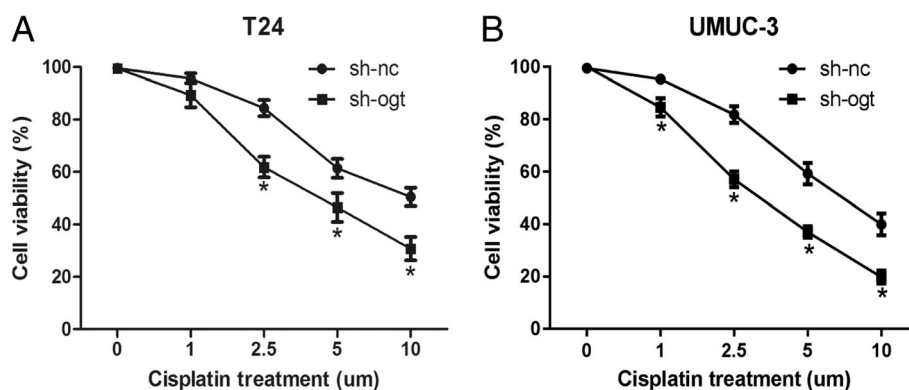 A
T24
sh-nc
sh-ogt
Cell viability (%)
100
80
60
40
20
0
*
*
*
0 1 2.5 5 10
Cisplatin treatment (um)
B
UMUC-3
sh-nc
sh-ogt
Cell viability (%)
100
80
60
40
20
0
*
*
*
*
0 1 2.5 5 10
Cisplatin treatment (um)